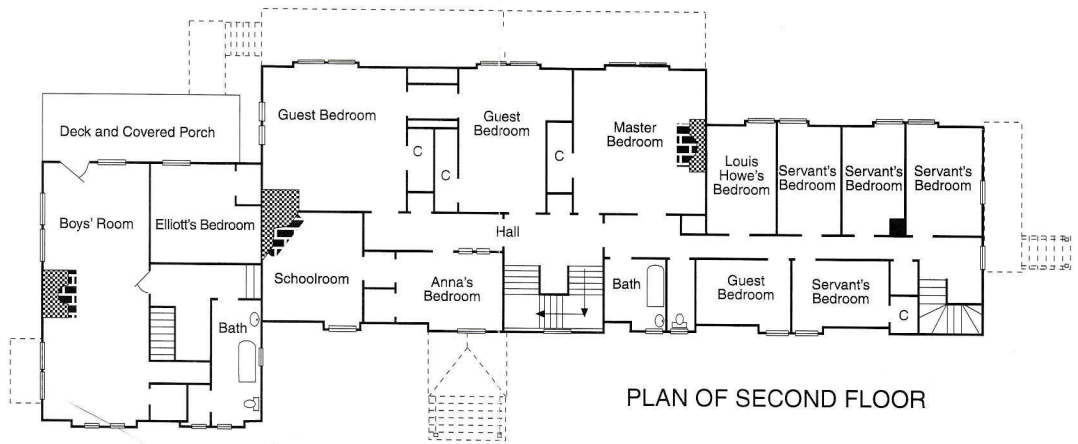 Deck and Covered Porch
Guest Bedroom
Guest
Bedroom
Master
Bedroom
Louis
Howe's
Bedroom
Servant's
Bedroom
Servant's
Bedroom
Servant's
Bedroom
C
C
C
Boys' Room
Elliott's Bedroom
Hall
Schoolroom
Anna's
Bedroom
Bath
Guest
Bedroom
Servant's
Bedroom
C
Bath
PLAN OF SECOND FLOOR